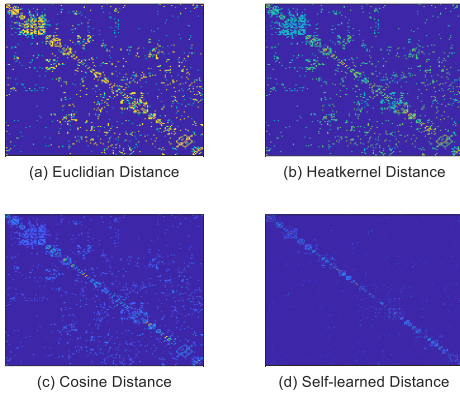 (a) Euclidian Distance
(b) Heatkernel Distance
(c) Cosine Distance
(d) Self-learned Distance